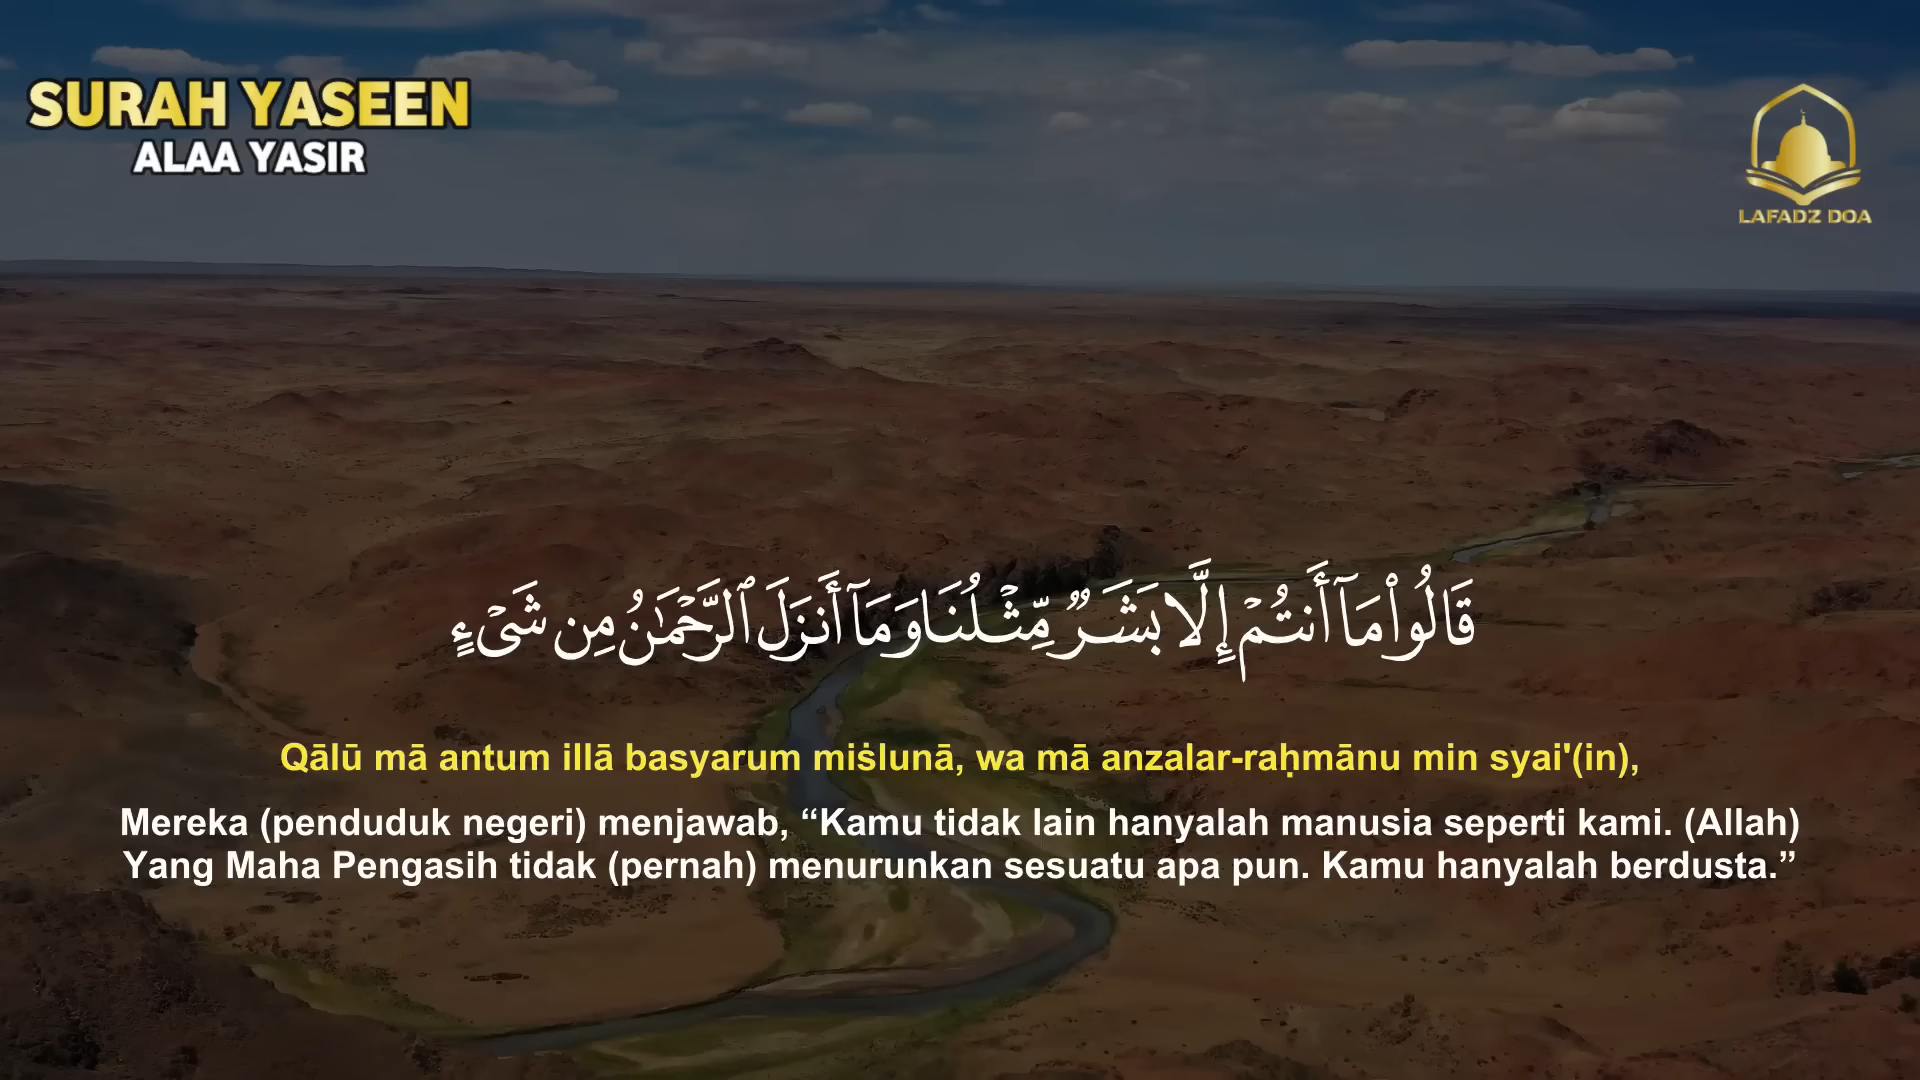 SURAH YASEEN
ALAA YASIR
LAFADZ DOA
قَالُوا۟ مَآ أَنتُمْ إِلَّا بَشَرٌ مِّثْلُنَا وَمَآ أَنزَلَ ٱلرَّحْمَـٰنُ مِن شَىْءٍ
Qālū mā antum illā basyarum miṡlunā, wa mā anzalar-raḥmānu min syai'(in),
Mereka (penduduk negeri) menjawab, “Kamu tidak lain hanyalah manusia seperti kami. (Allah)
Yang Maha Pengasih tidak (pernah) menurunkan sesuatu apa pun. Kamu hanyalah berdusta.”